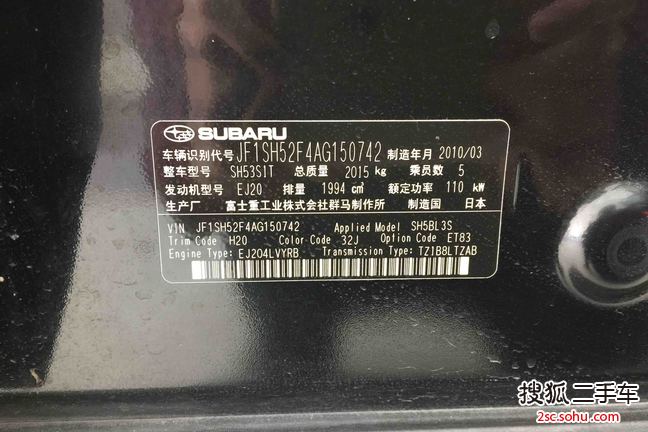 SUBARU
车辆识别代号 JF1SH52F4AG150742 制造年月 2010/03
整车型号 SH53S1T 总质量 2015 kg 乘员数 5
发动机型号 EJ20 排量 1994 cm³ 额定功率 110 kW
生产厂 富士重工业株式会社群马制作所 制造国 日本
VIN JF1SH52F4AG150742 Applied Model SH5BL3S
Trim Code H20 Color Code 32J Option Code ET83
Engine Type: EJ204LVYRB Transmission Type: TZ1B8LTZAB
搜狐 二手车
2sc.sohu.com